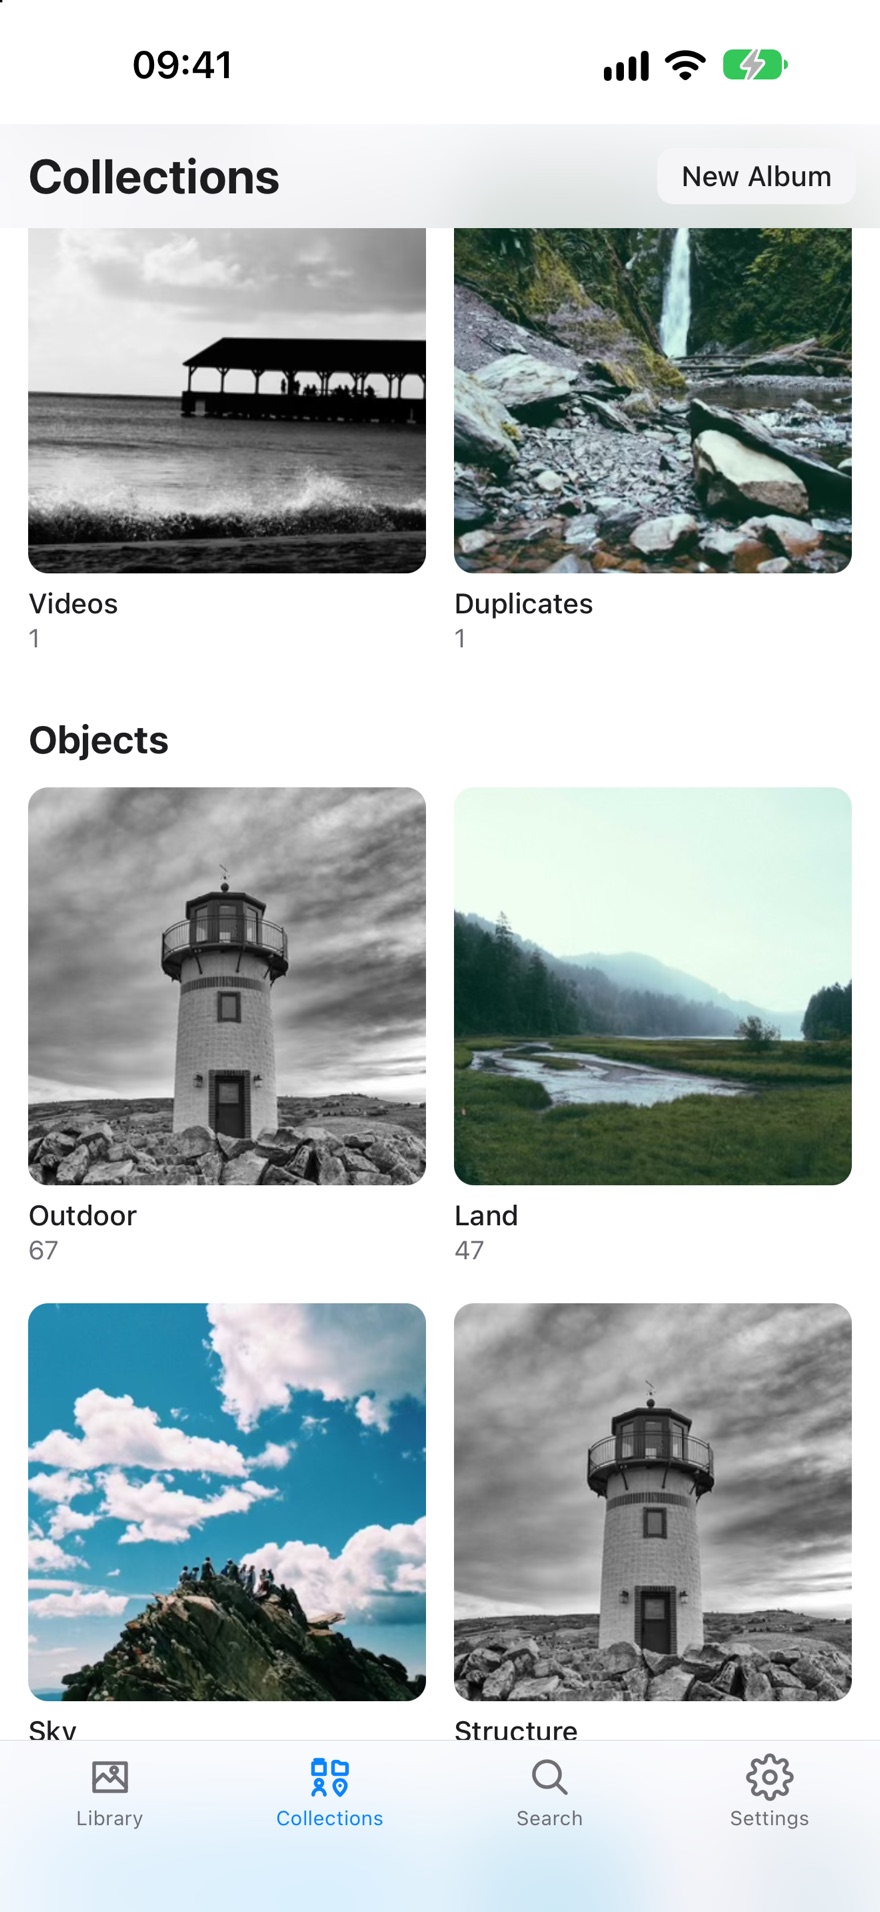 09:41
Collections
New Album
Videos
1
Duplicates
1
Objects
Outdoor
67
Land
47
Sky
Structure
Library
Collections
Search
Settings